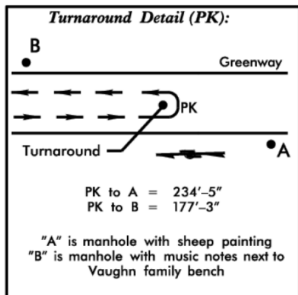 Turnaround Detail (PK):
B
Greenway
PK
Turnaround
A
PK to A = 234'-5"
PK to B = 177'-3"
"A" is manhole with sheep painting
"B" is manhole with music notes next to
Vaughn family bench